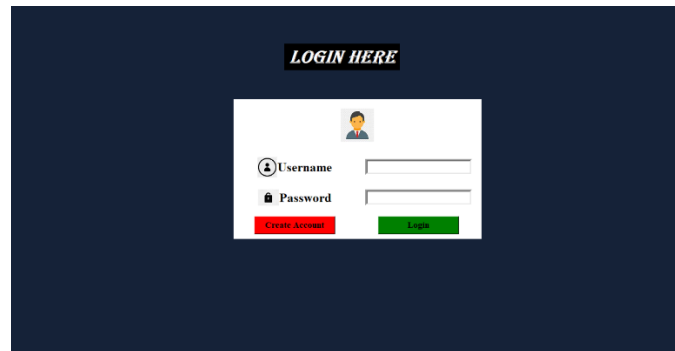 LOGIN HERE
Username
Password
Create Account
Login